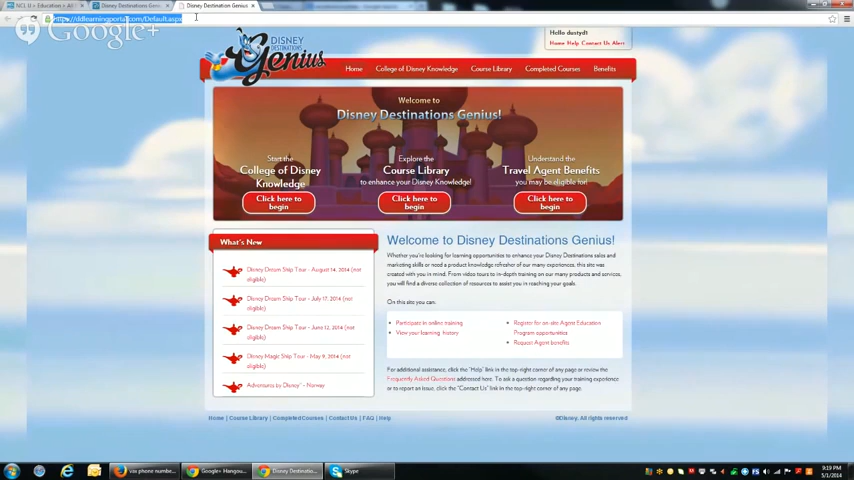 NCL U > Education > A
Disney Destinations Genius
Disney Destination Genius
https://ddlearningportal.com/Default.aspx
Google+
Hello dustyd1
Home Help Contact Us Alert
DISNEY
DESTINATIONS
Genius
Home College of Disney Knowledge Course Library Completed Courses Benefits
Welcome to
Disney Destinations Genius!
Start the
College of Disney
Knowledge
Click here to
begin
Explore the
Course Library
to enhance your Disney Knowledge!
Click here to
begin
Understand the
Travel Agent Benefits
you may be eligible for!
Click here to
begin
What's New
Disney Dream Ship Tour - August 14, 2014 (not
eligible)
Disney Dream Ship Tour - July 17, 2014 (not
eligible)
Disney Dream Ship Tour - June 12, 2014 (not
eligible)
Disney Magic Ship Tour - May 9, 2014 (not
eligible)
Adventures by Disney® - Norway
Welcome to Disney Destinations Genius!
Whether you're looking for learning opportunities to enhance your Disney Destinations sales and
marketing skills or need a product knowledge refresher of our many experiences, this site was
created with you in mind. From video tours to in-depth training on our many products and services,
you will find a diverse collection of resources to assist you in reaching your goals.
On this site you can:
Participate in online training
View your learning history
Register for on-site Agent Education
Program opportunities
Request Agent benefits
For additional assistance, click the "Help" link in the top-right corner of any page or review the
Frequently Asked Questions addressed here. To ask a question regarding your training experience
or to report an issue, click the "Contact Us" link in the top-right corner of any page.
Home | Course Library | Completed Courses | Contact Us | FAQ | Help
©Disney. All rights reserved
vax phone numbe...
Google+ Hangou...
Disney Destinatio...
Skype
9:19 PM
5/1/2014